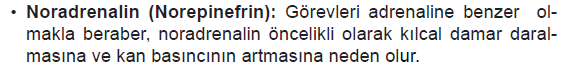 • Noradrenalin (Norepinefrin): Görevleri adrenaline benzer ol-
makla beraber, noradrenalin öncelikli olarak kılcal damar daral-
masına ve kan basıncının artmasına neden olur.